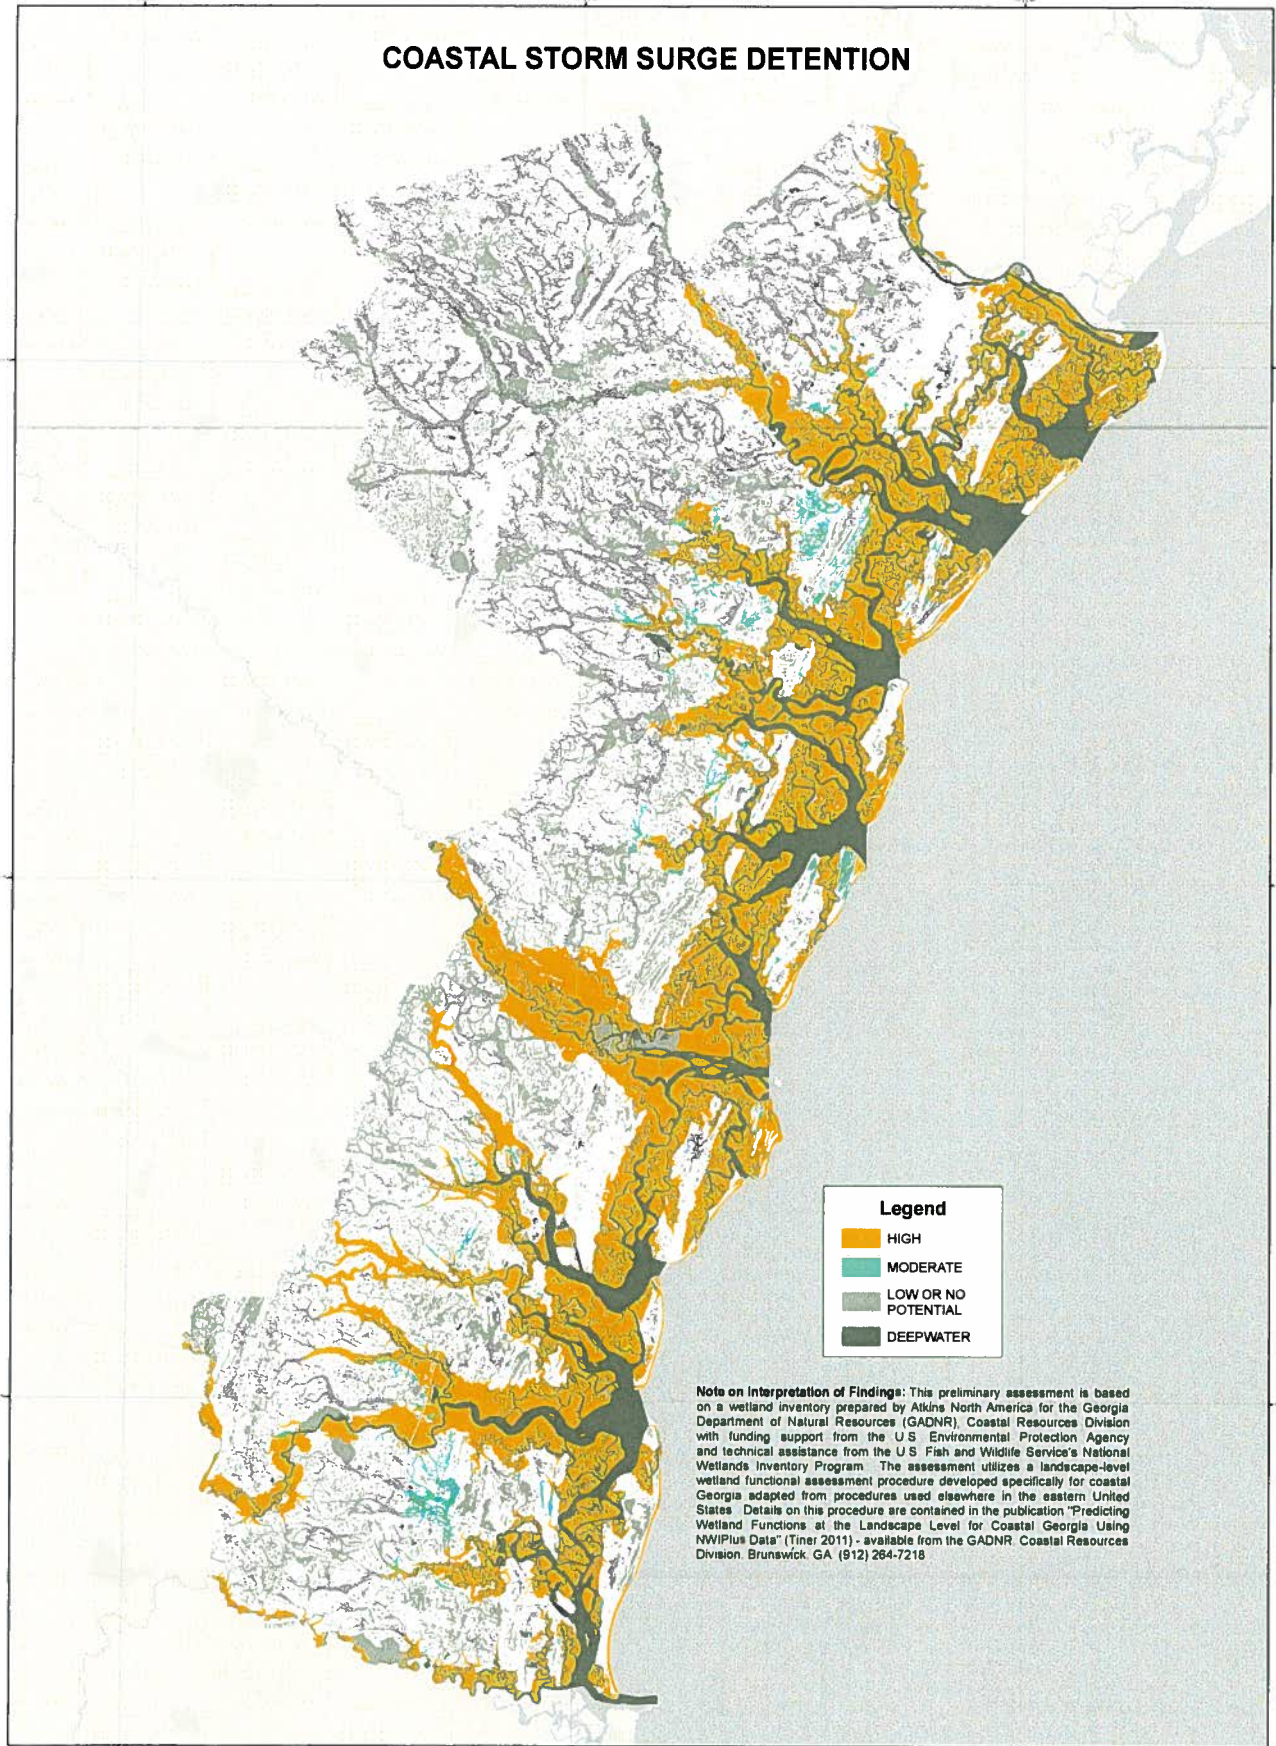 COASTAL STORM SURGE DETENTION
Legend
HIGH
MODERATE
LOW OR NO
POTENTIAL
DEEPWATER
Note on Interpretation of Findings: This preliminary assessment is based
on a wetland inventory prepared by Atkins North America for the Georgia
Department of Natural Resources (GADNR), Coastal Resources Division
with funding support from the U.S. Environmental Protection Agency
and technical assistance from the U.S. Fish and Wildlife Service's National
Wetlands Inventory Program. The assessment utilizes a landscape-level
wetland functional assessment procedure developed specifically for coastal
Georgia adapted from procedures used elsewhere in the eastern United
States. Details on this procedure are contained in the publication "Predicting
Wetland Functions at the Landscape Level for Coastal Georgia Using
NWIPlus Data" (Tiner 2011) - available from the GADNR, Coastal Resources
Division, Brunswick, GA (912) 264-7218